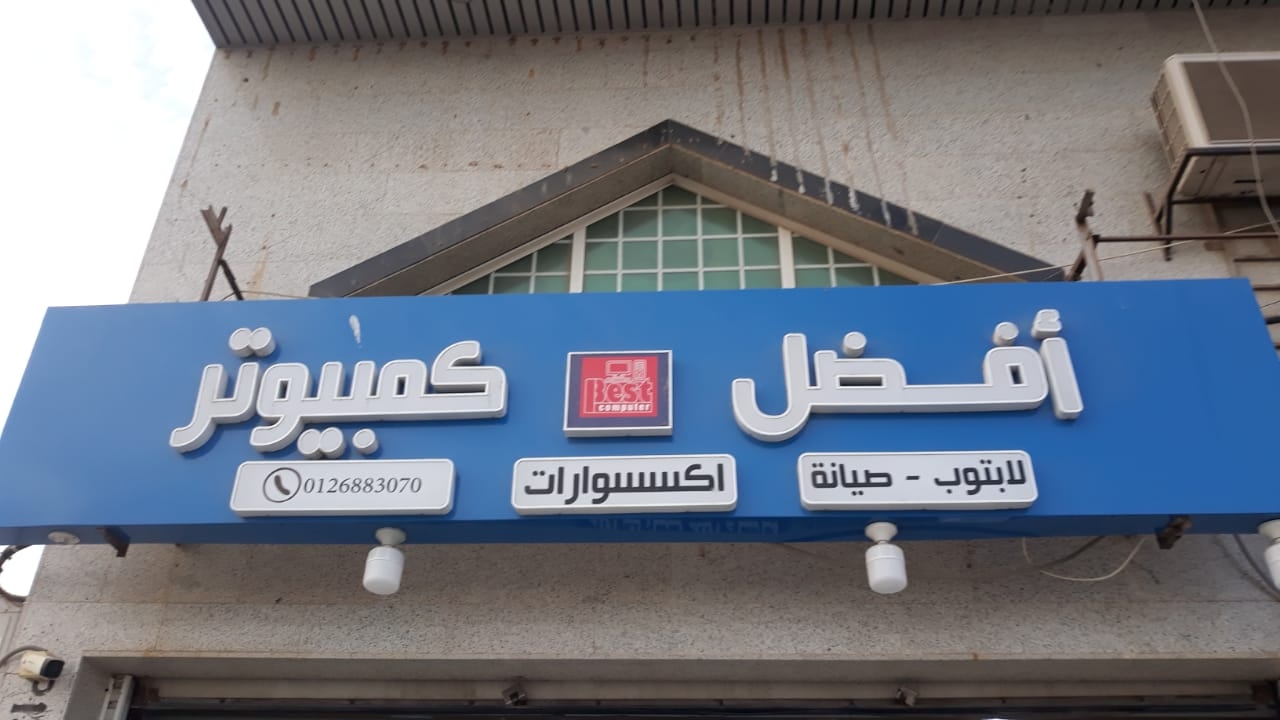 أفضل كمبيوتر
Best
computer
لابتوب - صيانة
اكسسوارات
0126883070